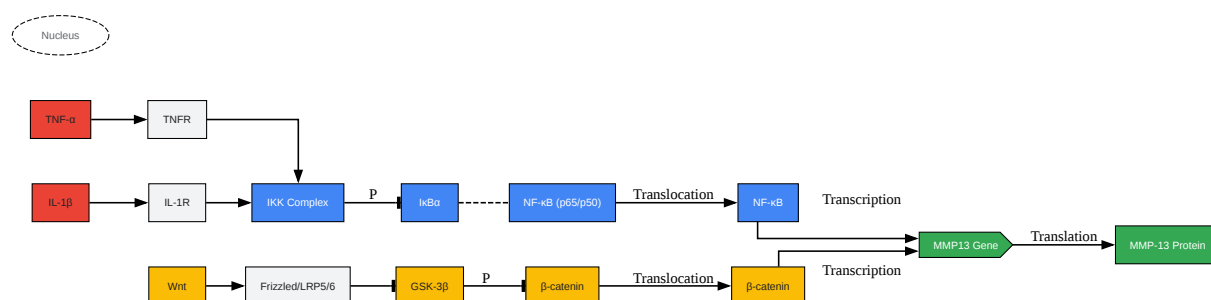 Nucleus
TNF-α
TNFR
IL-1β
IL-1R
IKK Complex
P
IκBα
NF-κB (p65/p50)
Translocation
NF-κB
Transcription
MMP13 Gene
Translation
MMP-13 Protein
Wnt
Frizzled/LRP5/6
GSK-3β
P
β-catenin
Translocation
β-catenin
Transcription